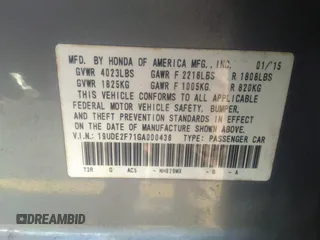 MFD. BY HONDA OF AMERICA MFG., INC. 01/15
GVWR 4023LBS GAWR F 2216LBS R 1808LBS
GVWR 1825KG GAWR F 1005KG R 820KG
THIS VEHICLE CONFORMS TO ALL APPLICABLE
FEDERAL MOTOR VEHICLE SAFETY, BUMPER,
AND THEFT PREVENTION STANDARDS IN EFFECT
ON THE DATE OF MANUFACTURE SHOWN ABOVE.
V.I.N.: 19UDE2F71GA000438 TYPE: PASSENGER CAR